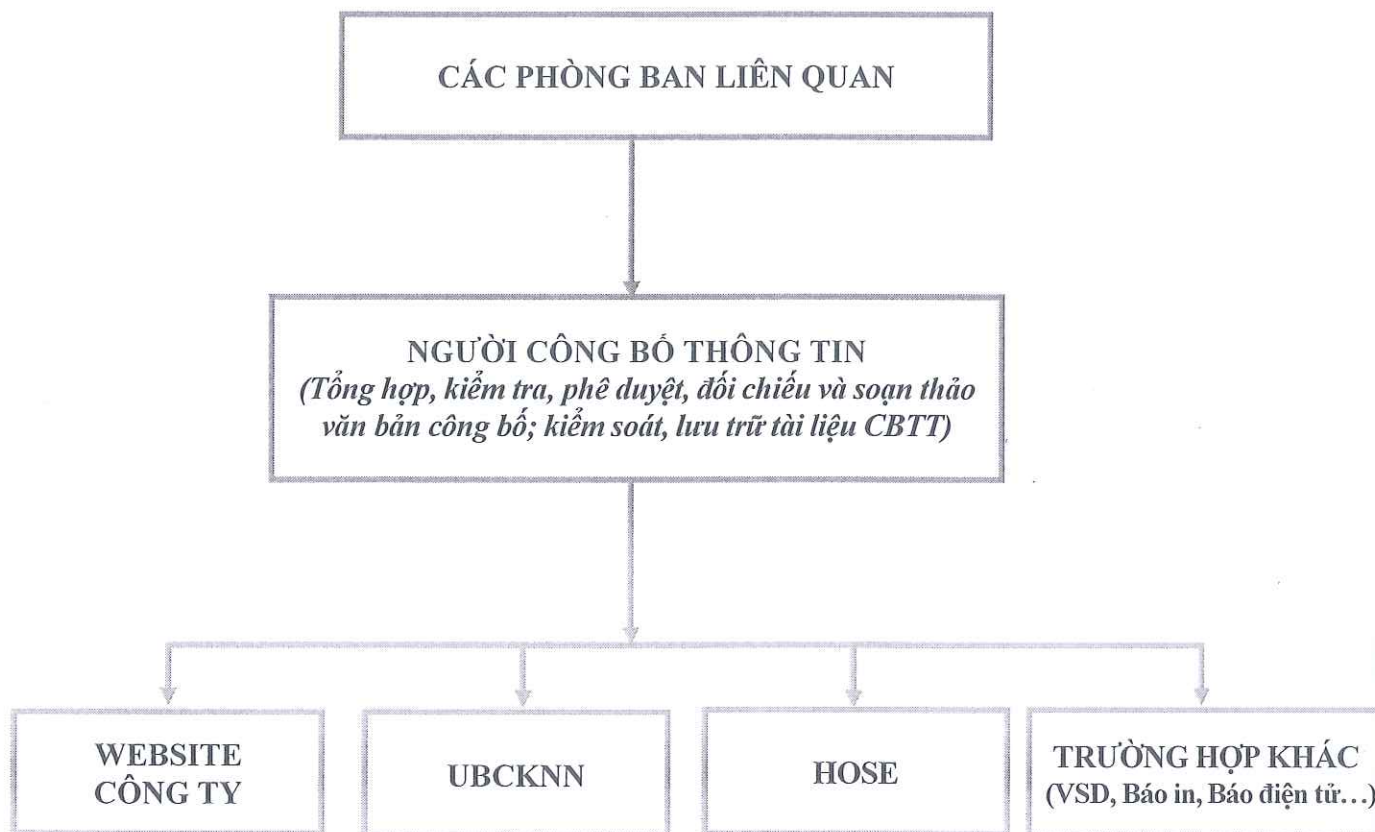 CÁC PHÒNG BAN LIÊN QUAN
NGƯỜI CÔNG BỐ THÔNG TIN
(Tổng hợp, kiểm tra, phê duyệt, đối chiếu và soạn thảo
văn bản công bố; kiểm soát, lưu trữ tài liệu CBTT)
WEBSITE
CÔNG TY
UBCKNN
HOSE
TRƯỜNG HỢP KHÁC
(VSD, Báo in, Báo điện tử...)